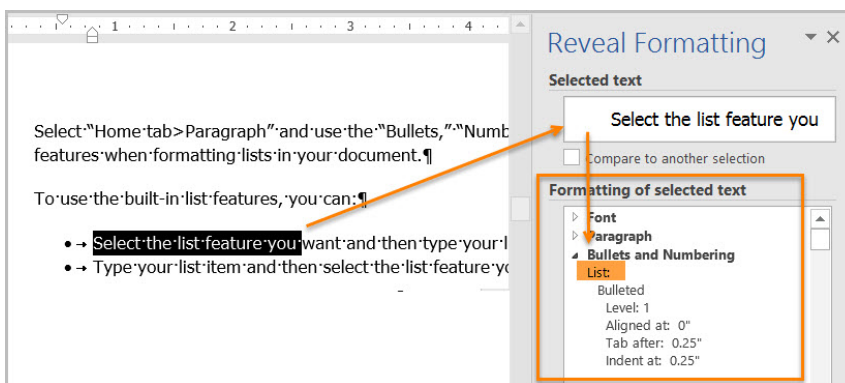 1 2 3 4
Select "Home tab>Paragraph" and use the "Bullets," "Numb
features when formatting lists in your document.¶
To use the built-in list features, you can:¶
• → Select the list feature you want and then type your l
• → Type your list item and then select the list feature yo
Reveal Formatting
Selected text
Select the list feature you
Compare to another selection
Formatting of selected text
Font
Paragraph
Bullets and Numbering
List:
Bulleted
Level: 1
Aligned at: 0"
Tab after: 0.25"
Indent at: 0.25"